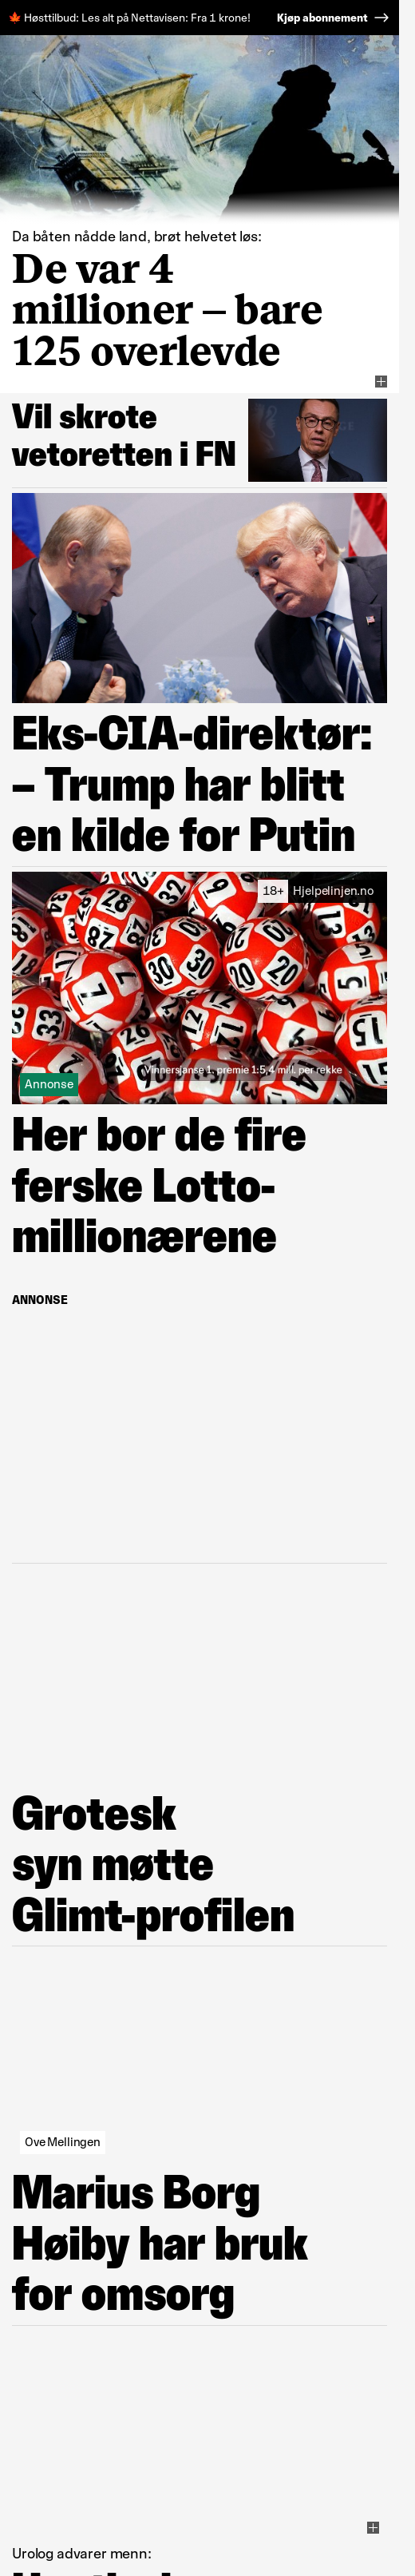 🍁 Høsttilbud: Les alt på Nettavisen: Fra 1 krone! Kjøp abonnement →
Da båten nådde land, brøt helvetet løs:
De var 4
millioner – bare
125 overlevde
Vil skrote
vetoretten i FN
Eks-CIA-direktør:
– Trump har blitt
en kilde for Putin
18+ Hjelpelinjen.no
Vinnersjanse 1. premie 1:5,4 mill. per rekke
Annonse
Her bor de fire
ferske Lotto-
millionærene
ANNONSE
Grotesk
syn møtte
Glimt-profilen
Ove Mellingen
Marius Borg
Høiby har bruk
for omsorg
Urolog advarer menn: